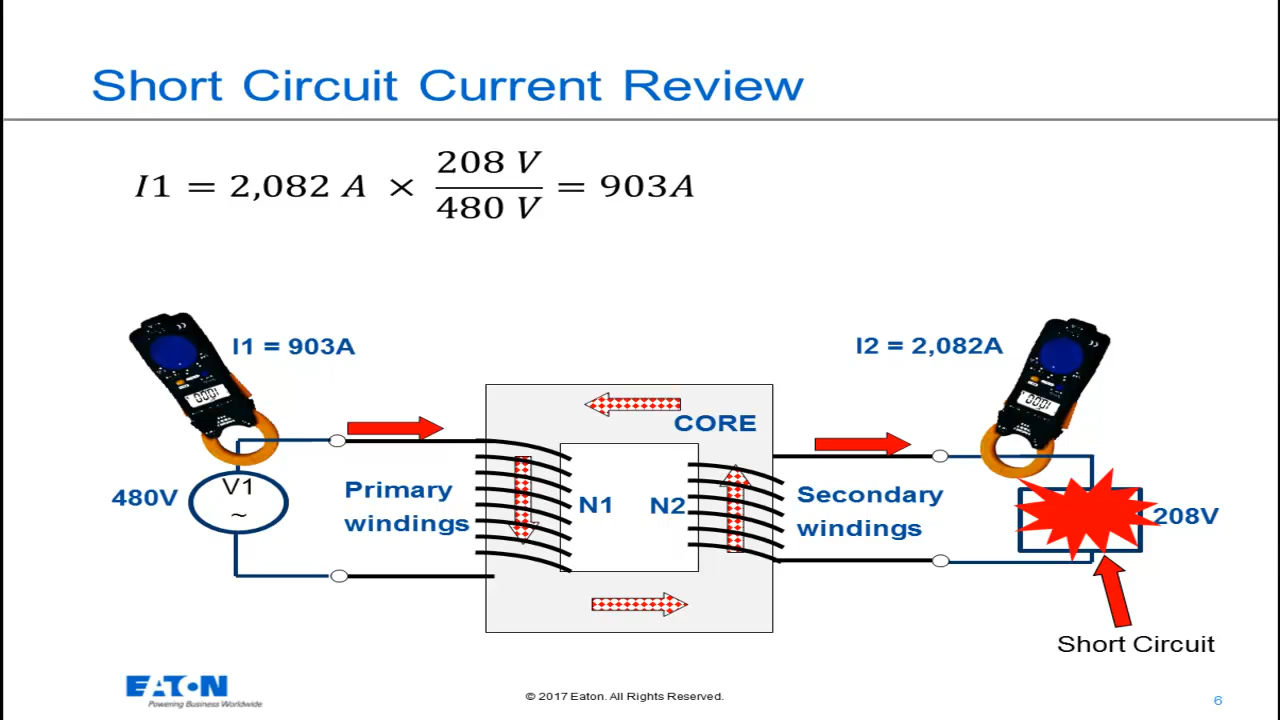 Short Circuit Current Review
I1 = 2,082 A × 208 V / 480 V = 903A
I1 = 903A
I2 = 2,082A
CORE
V1
~
480V
Primary
windings
N1
N2
Secondary
windings
208V
Short Circuit
EATON
Powering Business Worldwide
© 2017 Eaton. All Rights Reserved.
6